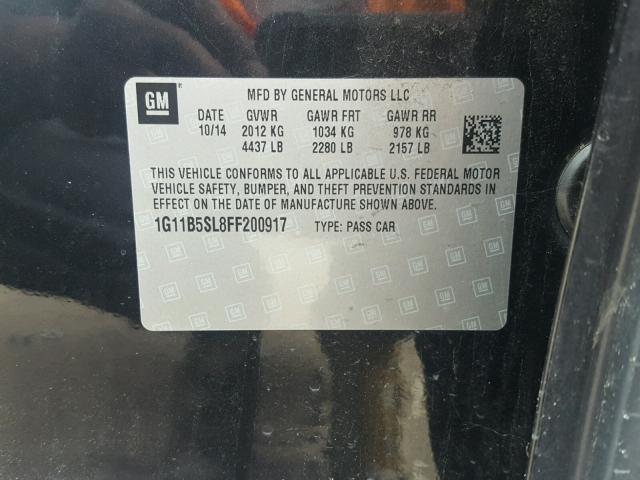 GM
MFD BY GENERAL MOTORS LLC
DATE GVWR GAWR FRT GAWR RR
10/14 2012 KG 1034 KG 978 KG
4437 LB 2280 LB 2157 LB
THIS VEHICLE CONFORMS TO ALL APPLICABLE U.S. FEDERAL MOTOR
VEHICLE SAFETY, BUMPER, AND THEFT PREVENTION STANDARDS
IN EFFECT ON THE DATE OF MANUFACTURE SHOWN ABOVE.
1G11B5SL8FF200917 TYPE: PASS CAR